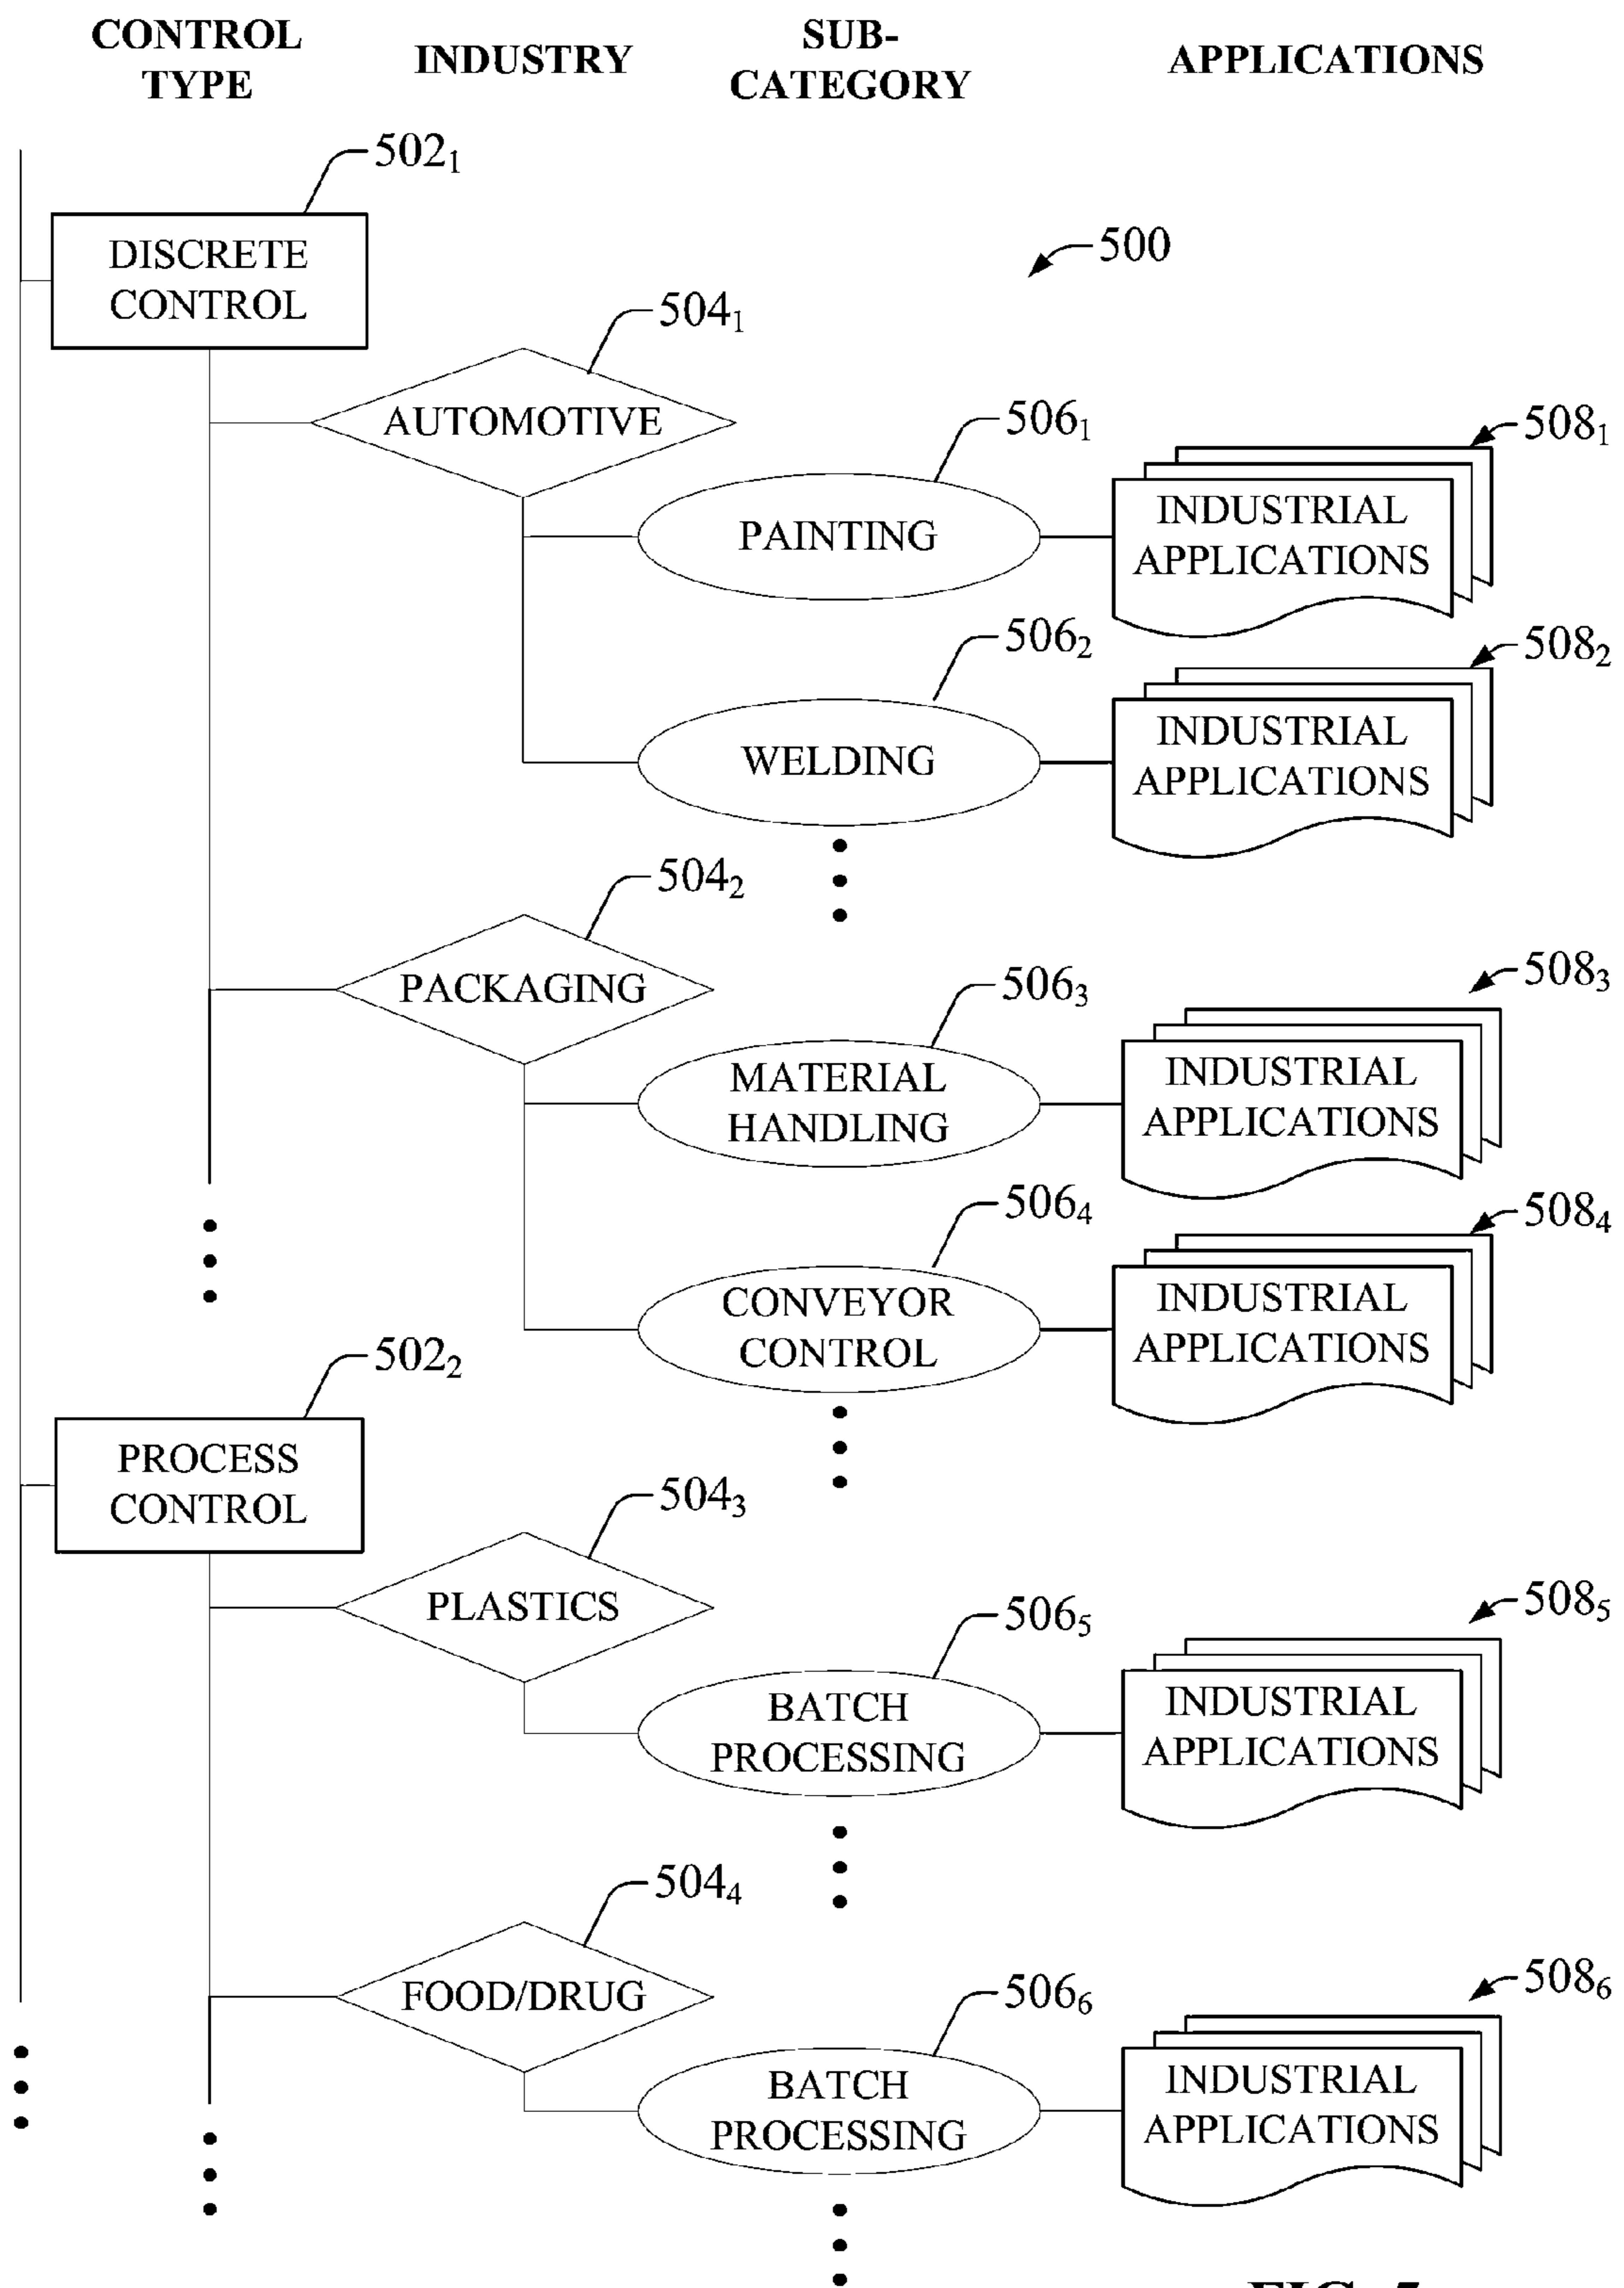 CONTROL
TYPE
INDUSTRY
SUB-
CATEGORY
APPLICATIONS
502₁
DISCRETE
CONTROL
500
504₁
AUTOMOTIVE
506₁
PAINTING
508₁
INDUSTRIAL
APPLICATIONS
506₂
WELDING
508₂
INDUSTRIAL
APPLICATIONS
504₂
PACKAGING
506₃
MATERIAL
HANDLING
508₃
INDUSTRIAL
APPLICATIONS
506₄
CONVEYOR
CONTROL
508₄
INDUSTRIAL
APPLICATIONS
502₂
PROCESS
CONTROL
504₃
PLASTICS
506₅
BATCH
PROCESSING
508₅
INDUSTRIAL
APPLICATIONS
504₄
FOOD/DRUG
506₆
BATCH
PROCESSING
508₆
INDUSTRIAL
APPLICATIONS